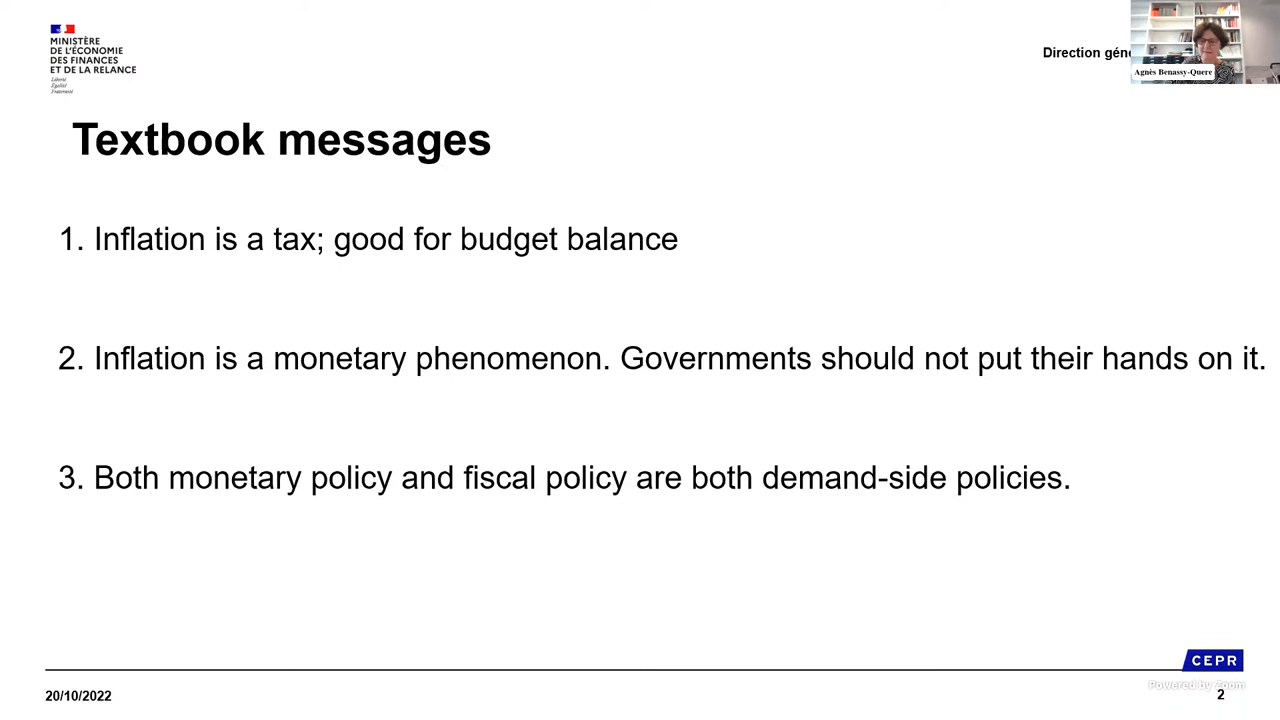 MINISTÈRE
DE L'ÉCONOMIE
DES FINANCES
ET DE LA RELANCE
Liberté
Égalité
Fraternité
Direction
Agnès Benassy-Quere
Textbook messages
1. Inflation is a tax; good for budget balance
2. Inflation is a monetary phenomenon. Governments should not put their hands on it.
3. Both monetary policy and fiscal policy are both demand-side policies.
CEPR
Powered by Zoom
20/10/2022
2